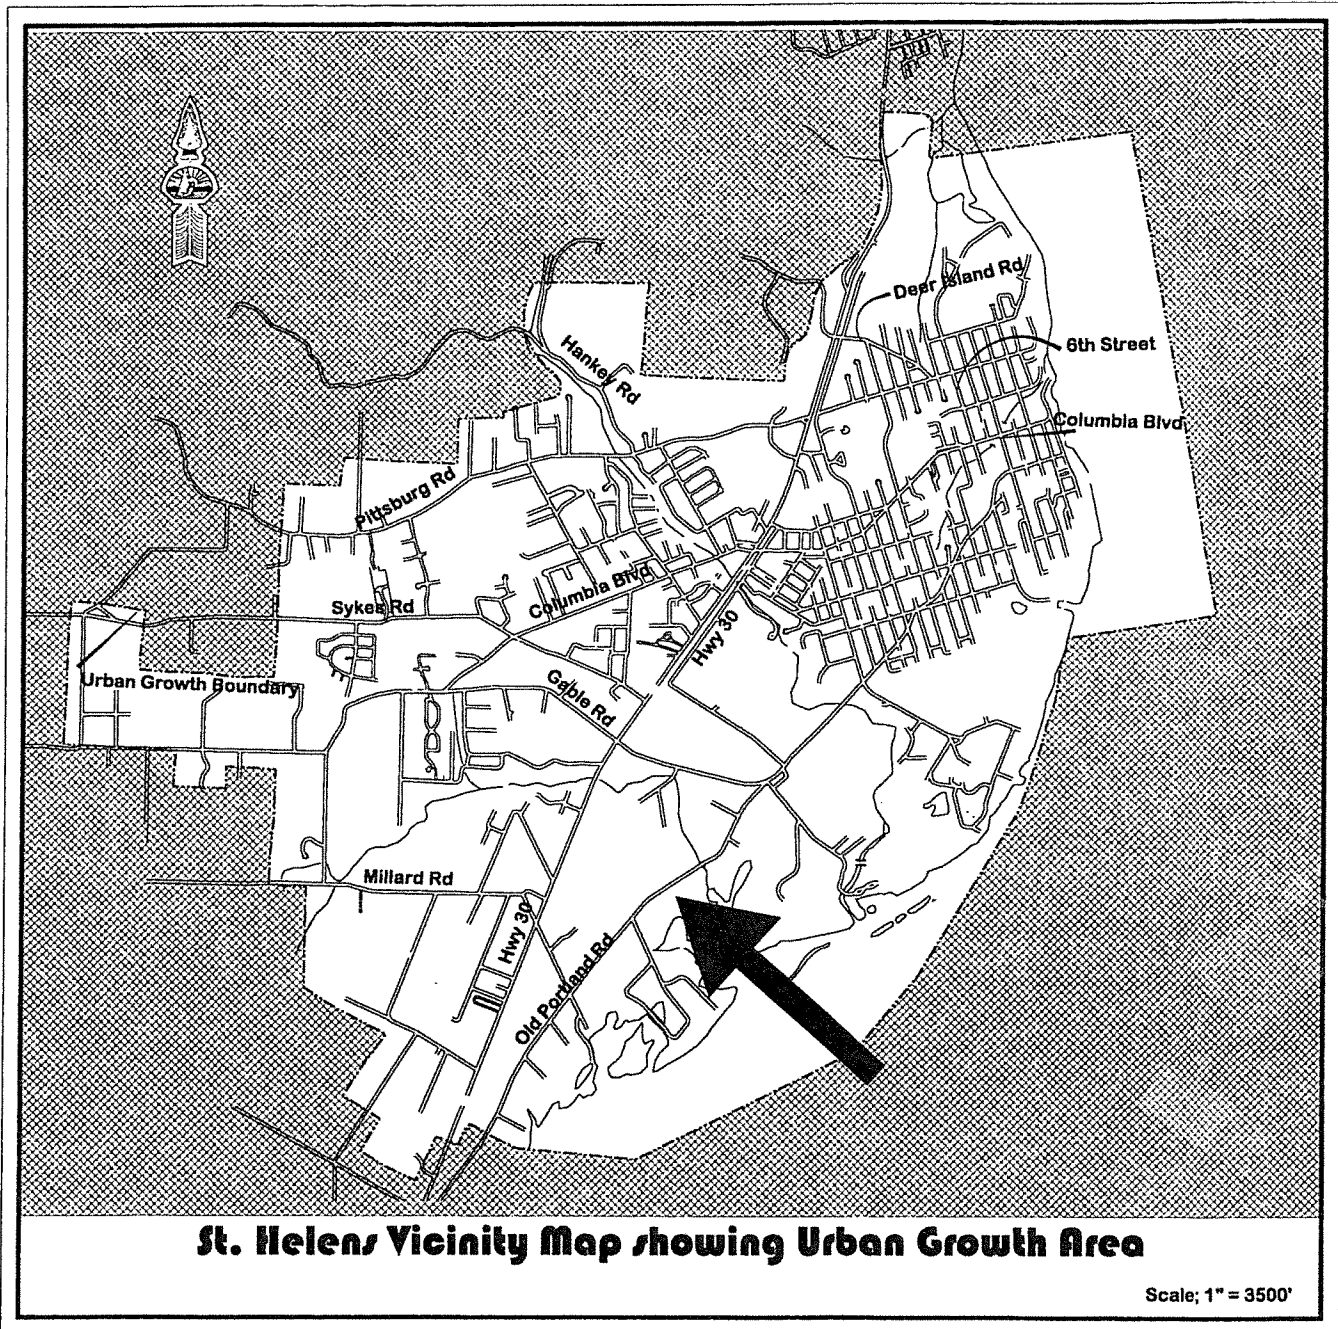 Deer Island Rd
6th Street
Hankey Rd
Columbia Blvd
Pittsburg Rd
Columbia Blvd
Sykes Rd
Hwy 30
Urban Growth Boundary
Gable Rd
Millard Rd
Hwy 30
Old Portland Rd
St. Helens Vicinity Map showing Urban Growth Area
Scale; 1" = 3500'